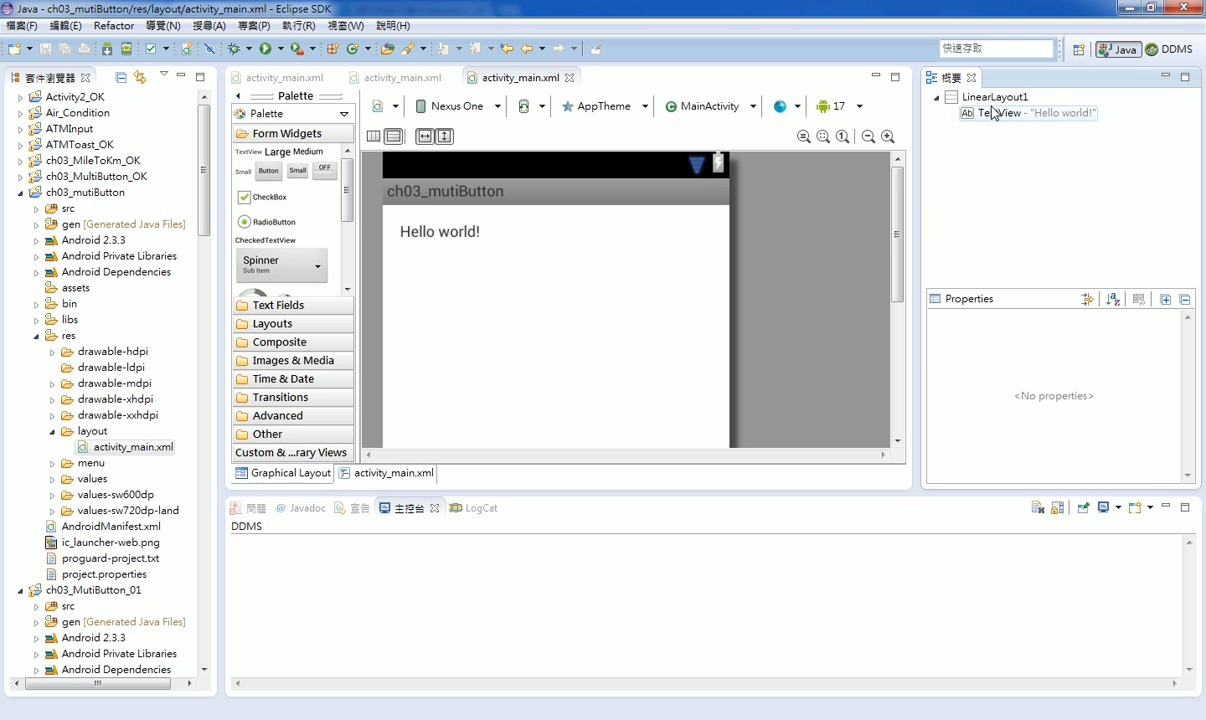 Java - ch03_mutiButton/res/layout/activity_main.xml - Eclipse SDK
檔案(F) 編輯(E) Refactor 導覽(N) 搜尋(A) 專案(P) 執行(R) 視窗(W) 說明(H)
快速存取
Java
DDMS
套件瀏覽器
Activity2_OK
Air_Condition
ATMInput
ATMToast_OK
ch03_MileToKm_OK
ch03_MultiButton_OK
ch03_mutiButton
src
gen [Generated Java Files]
Android 2.3.3
Android Private Libraries
Android Dependencies
assets
bin
libs
res
drawable-hdpi
drawable-ldpi
drawable-mdpi
drawable-xhdpi
drawable-xxhdpi
layout
activity_main.xml
menu
values
values-sw600dp
values-sw720dp-land
AndroidManifest.xml
ic_launcher-web.png
proguard-project.txt
project.properties
ch03_MutiButton_01
src
gen [Generated Java Files]
Android 2.3.3
Android Private Libraries
Android Dependencies
activity_main.xml
activity_main.xml
activity_main.xml
Palette
Palette
Form Widgets
TextView Large Medium
Small Button Small OFF
CheckBox
RadioButton
CheckedTextView
Spinner
Sub Item
Text Fields
Layouts
Composite
Images & Media
Time & Date
Transitions
Advanced
Other
Custom & ...rary Views
Nexus One
AppTheme
MainActivity
17
ch03_mutiButton
Hello world!
Graphical Layout
activity_main.xml
概要
LinearLayout1
Ab TextView - "Hello world!"
Properties
<No properties>
問題
@ Javadoc
宣告
主控台
LogCat
DDMS